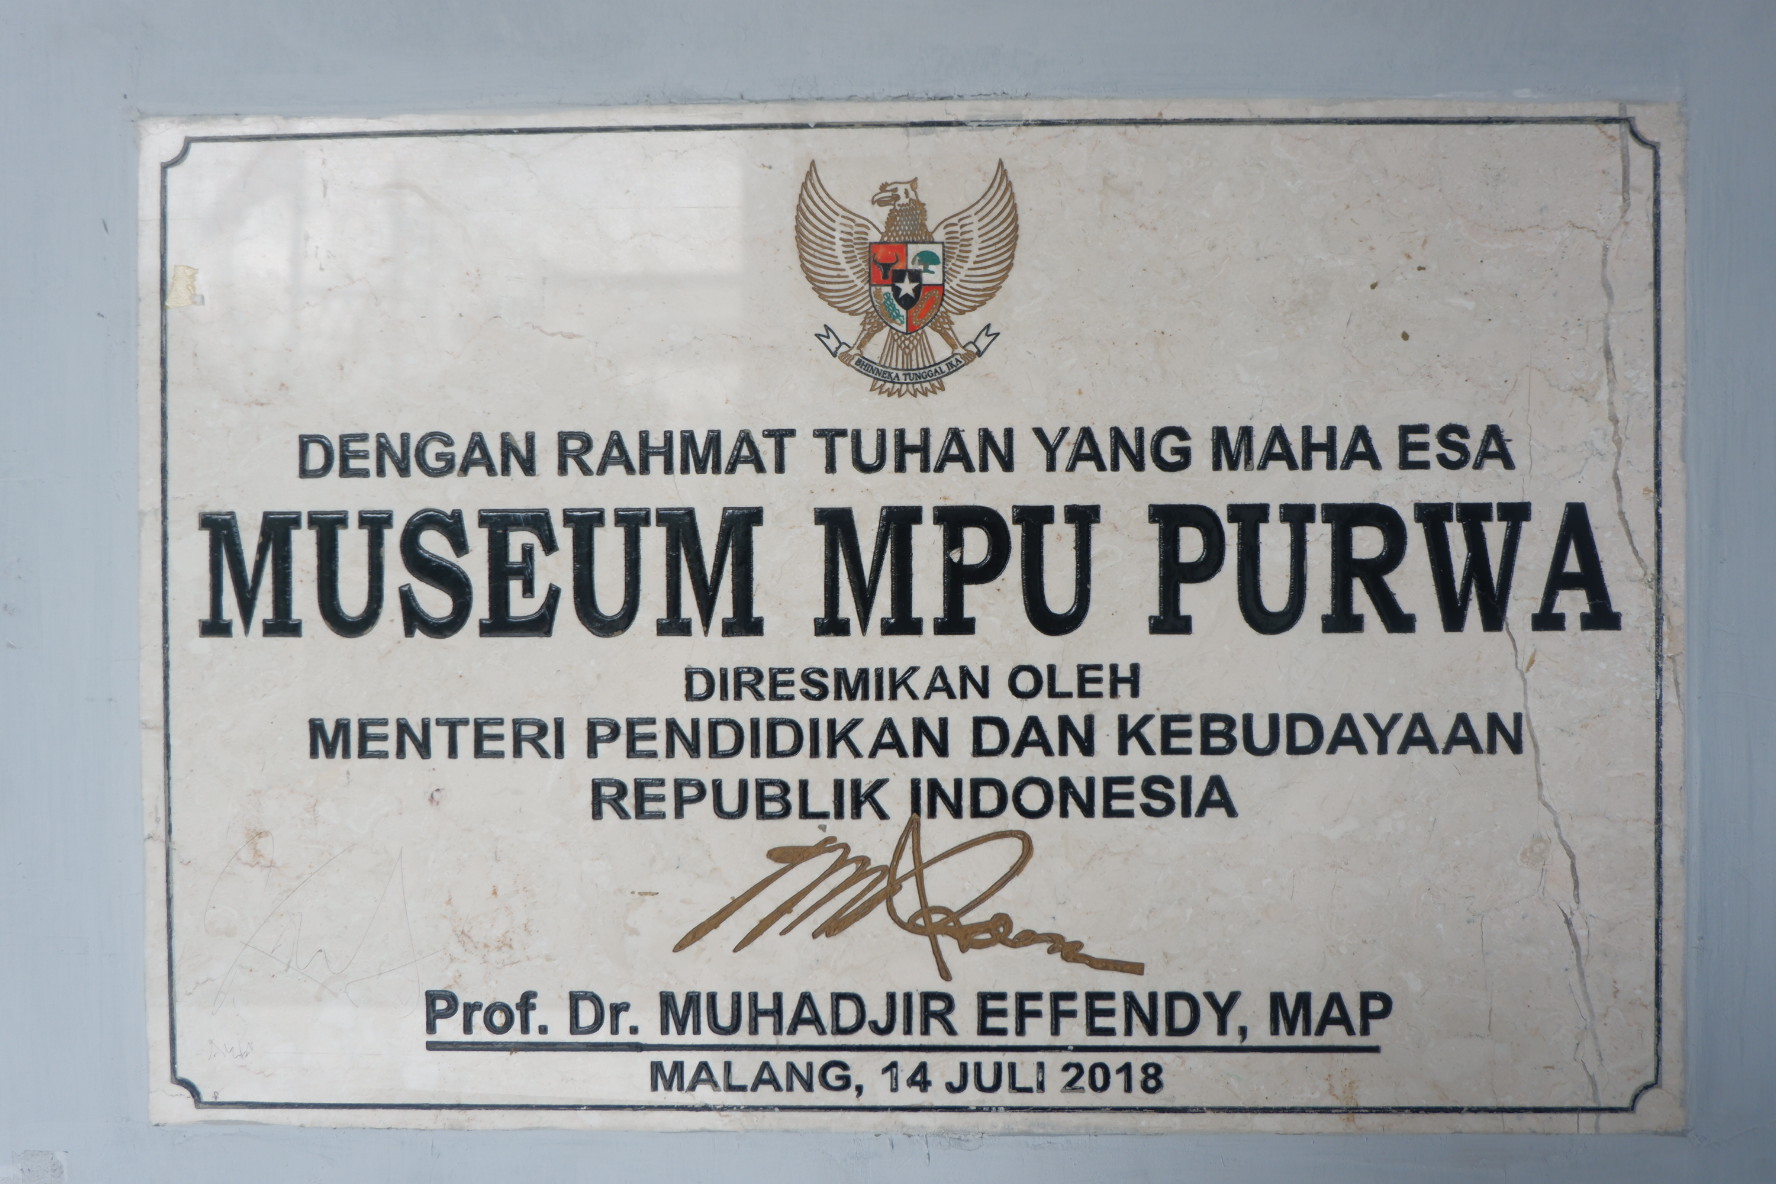 BHINNEKA TUNGGAL IKA
DENGAN RAHMAT TUHAN YANG MAHA ESA
MUSEUM MPU PURWA
DIRESMIKAN OLEH
MENTERI PENDIDIKAN DAN KEBUDAYAAN
REPUBLIK INDONESIA
Prof. Dr. MUHADJIR EFFENDY, MAP
MALANG, 14 JULI 2018